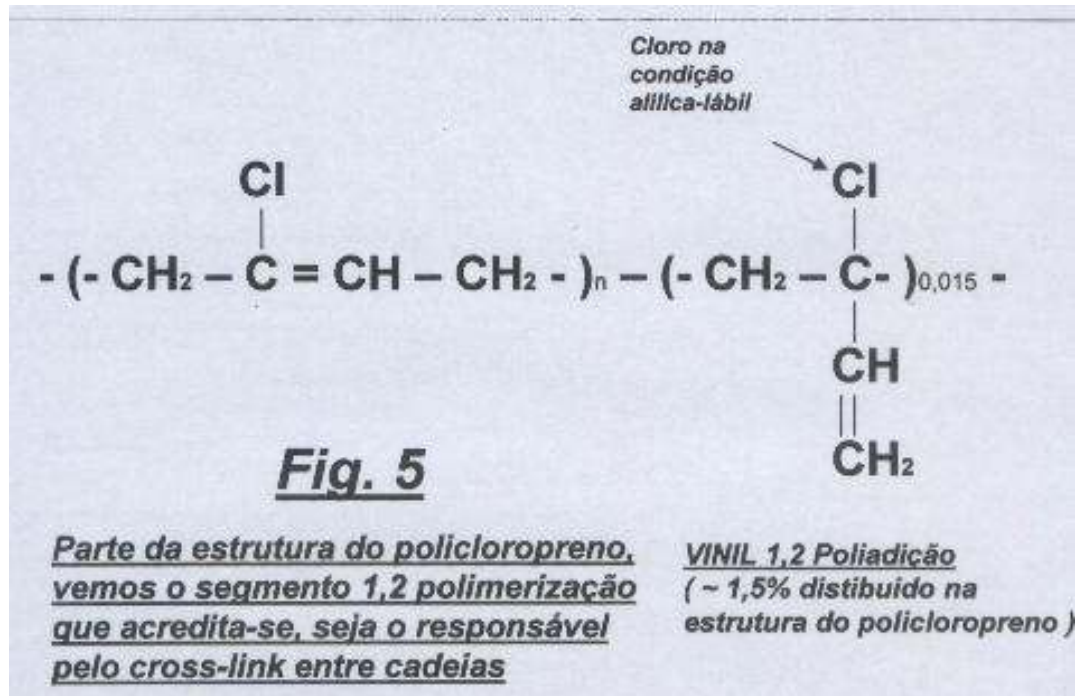 Cloro na
condição
alilica-lábil
Cl
Cl
- (- CH₂ – C = CH – CH₂ - )n – (- CH₂ – C- )0,015 -
CH
CH₂
Fig. 5
Parte da estrutura do policloropreno,
vemos o segmento 1,2 polimerização
que acredita-se, seja o responsável
pelo cross-link entre cadeias
VINIL 1,2 Poliadição
( ~ 1,5% distibuido na
estrutura do policloropreno )